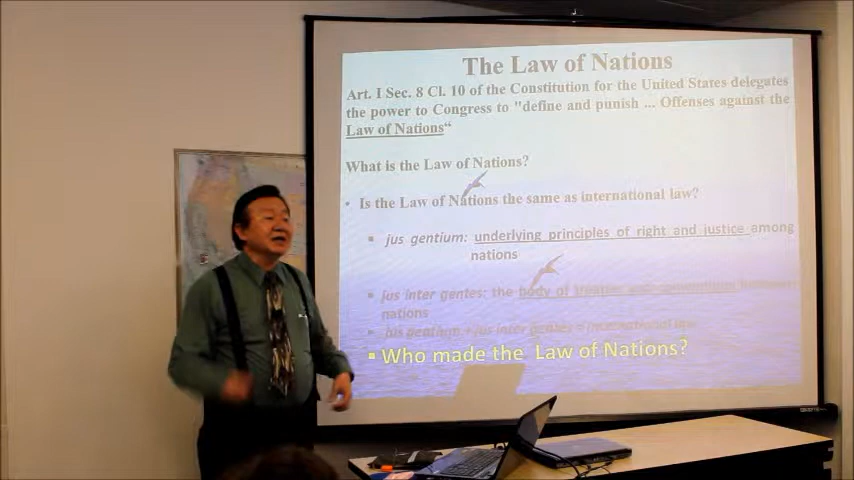 The Law of Nations
Art. I Sec. 8 Cl. 10 of the Constitution for the United States delegates
the power to Congress to "define and punish ... Offenses against the
Law of Nations“
What is the Law of Nations?
• Is the Law of Nations the same as international law?
▪ jus gentium: underlying principles of right and justice among
nations
▪ jus inter gentes: the body of treaties and conventions between
nations
▪ jus gentium + jus inter gentes = international law
▪ Who made the Law of Nations?